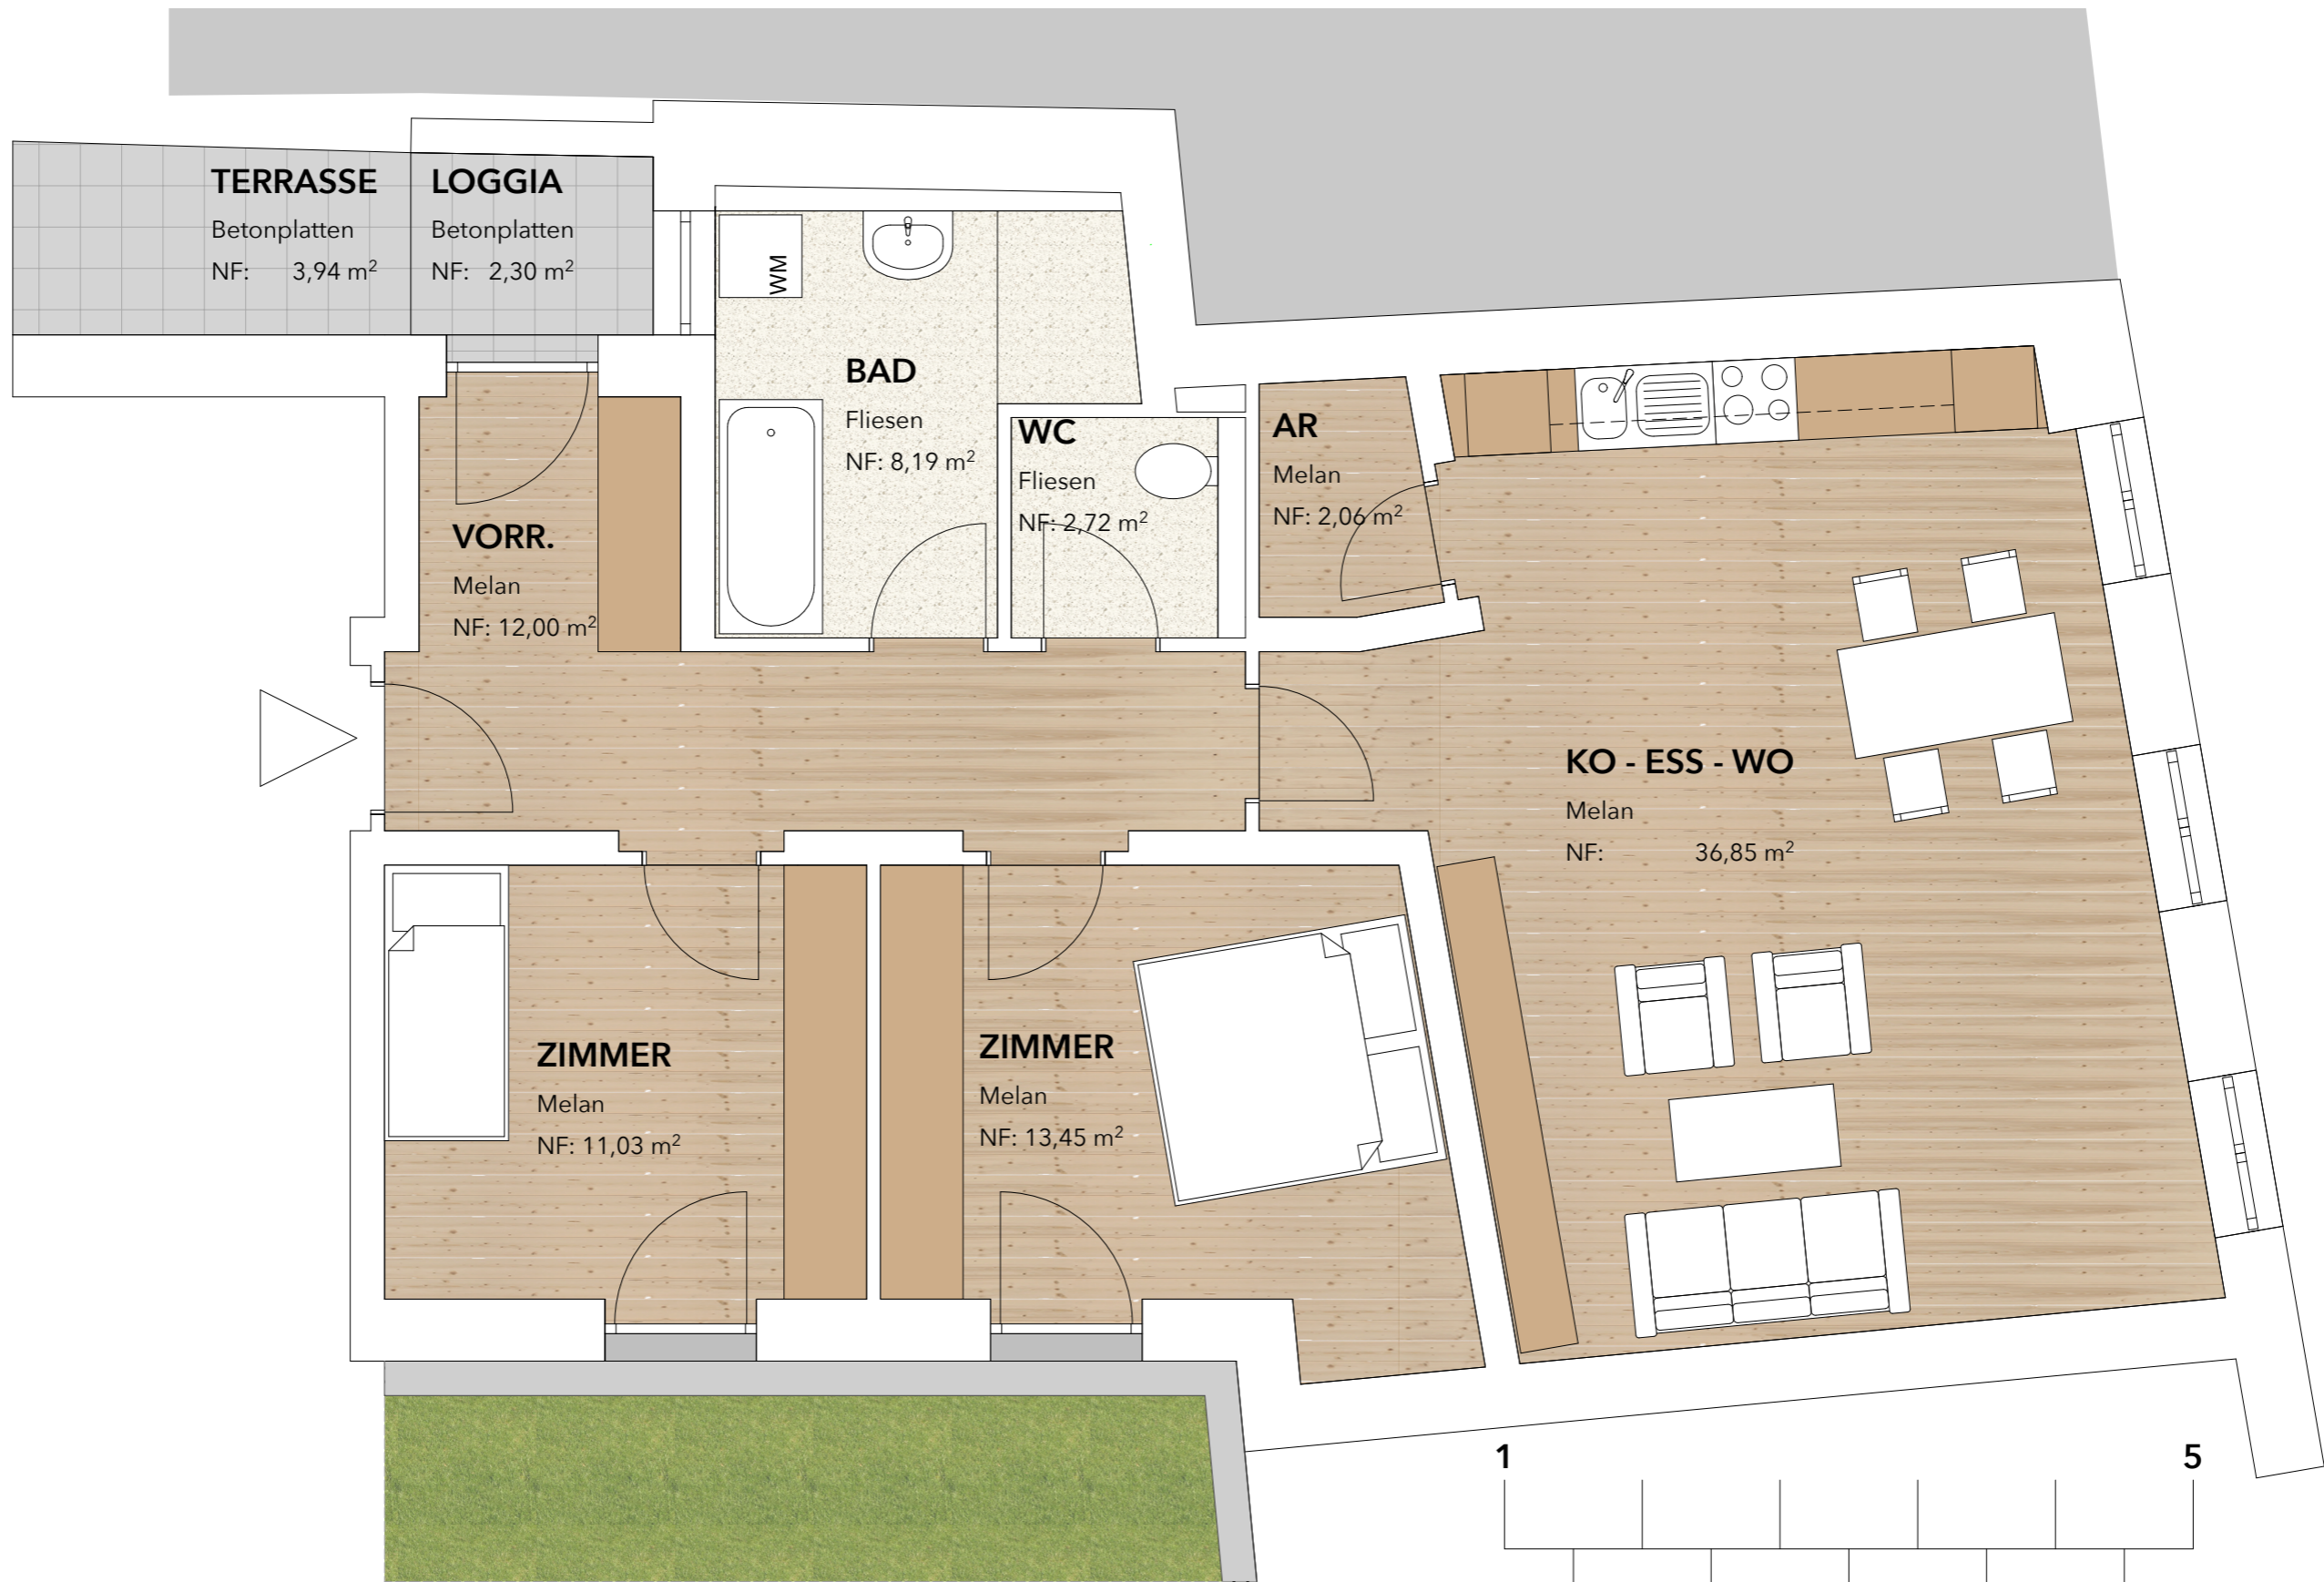 TERRASSE
Betonplatten
NF: 3,94 m²
LOGGIA
Betonplatten
NF: 2,30 m²
WM
BAD
Fliesen
NF: 8,19 m²
WC
Fliesen
NF: 2,72 m²
AR
Melan
NF: 2,06 m²
VORR.
Melan
NF: 12,00 m²
KO - ESS - WO
Melan
NF: 36,85 m²
ZIMMER
Melan
NF: 11,03 m²
ZIMMER
Melan
NF: 13,45 m²
1 5